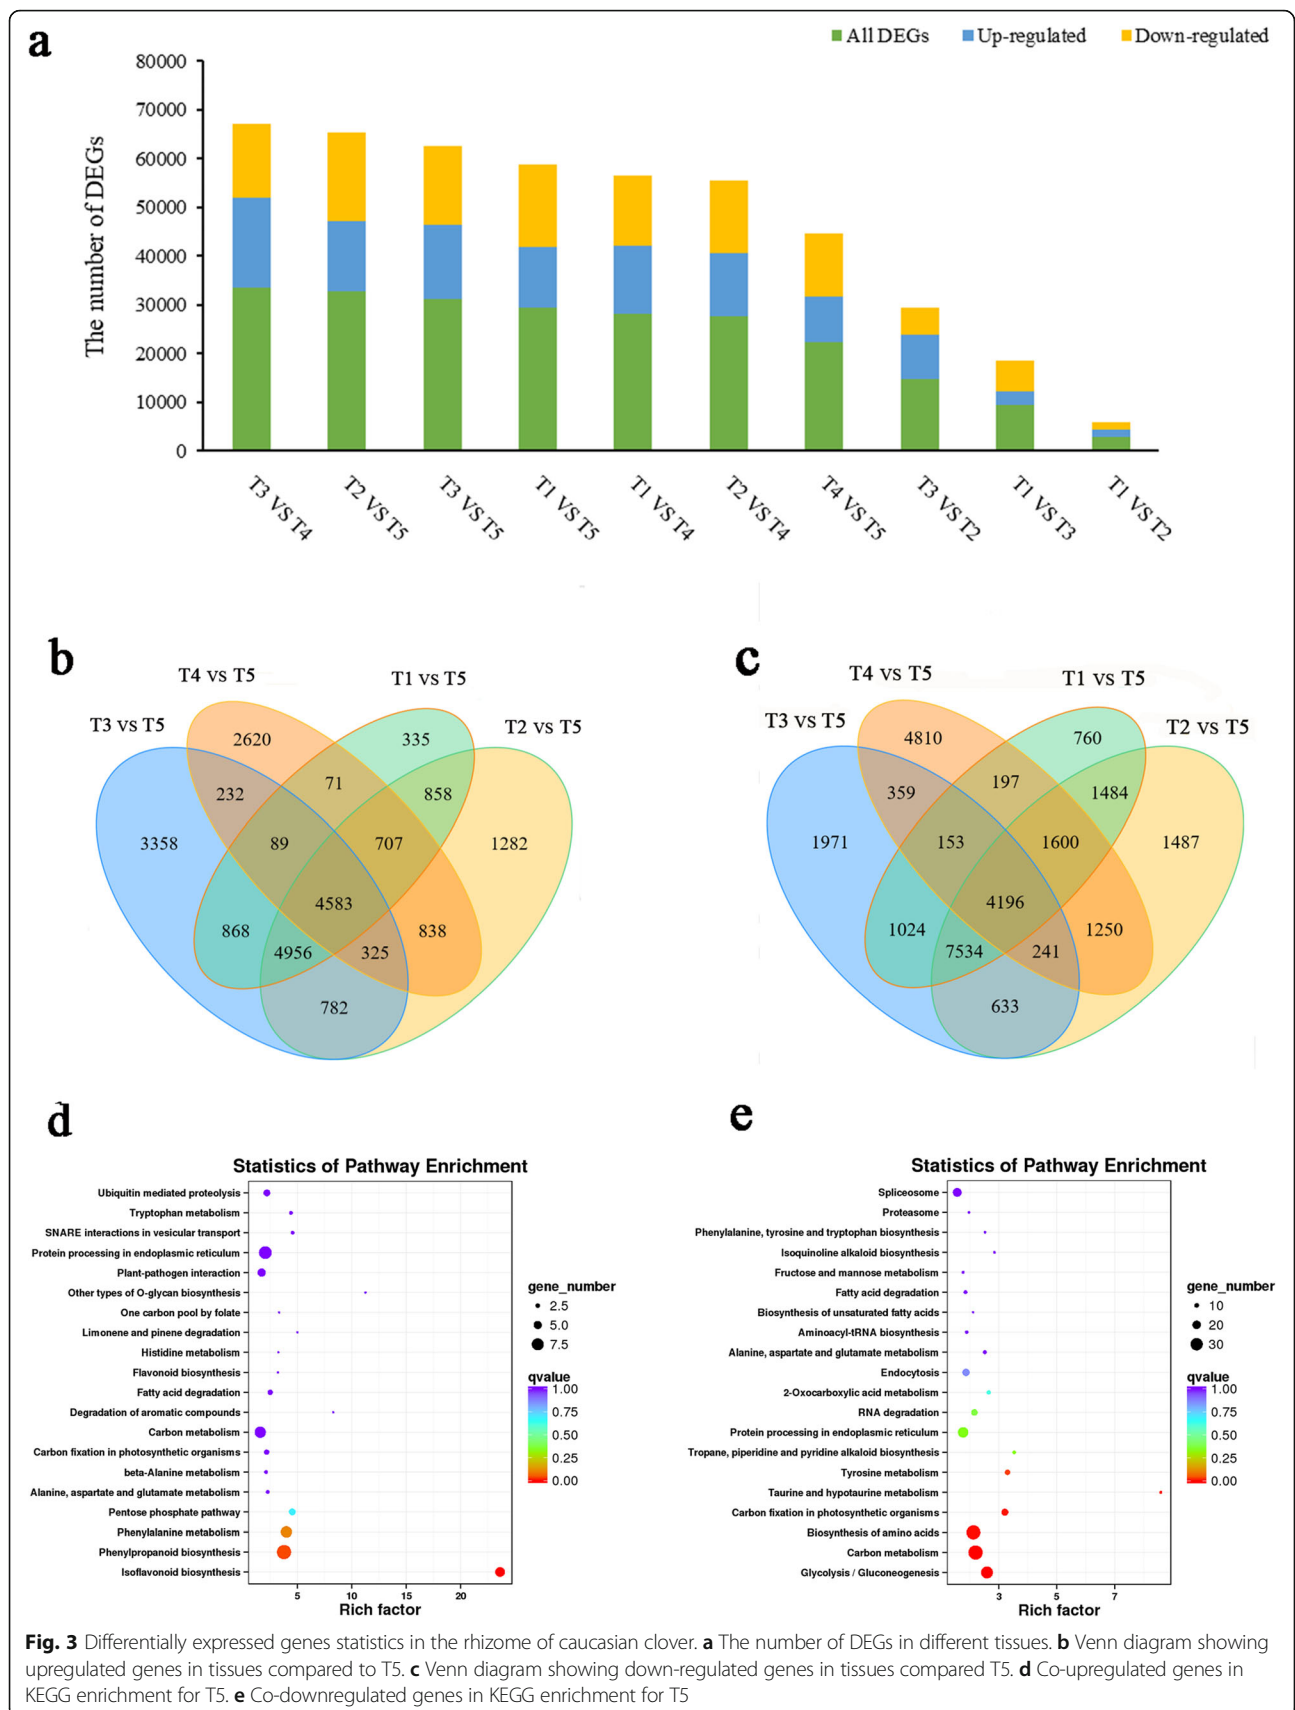 a
All DEGs Up-regulated Down-regulated
The number of DEGs
80000
70000
60000
50000
40000
30000
20000
10000
0
T3 VS T4
T2 VS T5
T3 VS T5
T1 VS T5
T1 VS T4
T2 VS T4
T4 VS T5
T3 VS T2
T1 VS T3
T1 VS T2
b
T3 vs T5
T4 vs T5
T1 vs T5
T2 vs T5
2620
335
232
71
858
3358
89
707
1282
4583
868
838
4956
325
782
c
T3 vs T5
T4 vs T5
T1 vs T5
T2 vs T5
4810
760
359
197
1484
1971
153
1600
1487
4196
1024
1250
7534
241
633
d
Statistics of Pathway Enrichment
Ubiquitin mediated proteolysis
Tryptophan metabolism
SNARE interactions in vesicular transport
Protein processing in endoplasmic reticulum
Plant-pathogen interaction
Other types of O-glycan biosynthesis
One carbon pool by folate
Limonene and pinene degradation
Histidine metabolism
Flavonoid biosynthesis
Fatty acid degradation
Degradation of aromatic compounds
Carbon metabolism
Carbon fixation in photosynthetic organisms
beta-Alanine metabolism
Alanine, aspartate and glutamate metabolism
Pentose phosphate pathway
Phenylalanine metabolism
Phenylpropanoid biosynthesis
Isoflavonoid biosynthesis
5 10 15 20
Rich factor
gene_number
2.5
5.0
7.5
qvalue
1.00
0.75
0.50
0.25
0.00
e
Statistics of Pathway Enrichment
Spliceosome
Proteasome
Phenylalanine, tyrosine and tryptophan biosynthesis
Isoquinoline alkaloid biosynthesis
Fructose and mannose metabolism
Fatty acid degradation
Biosynthesis of unsaturated fatty acids
Aminoacyl-tRNA biosynthesis
Alanine, aspartate and glutamate metabolism
Endocytosis
2-Oxocarboxylic acid metabolism
RNA degradation
Protein processing in endoplasmic reticulum
Tropane, piperidine and pyridine alkaloid biosynthesis
Tyrosine metabolism
Taurine and hypotaurine metabolism
Carbon fixation in photosynthetic organisms
Biosynthesis of amino acids
Carbon metabolism
Glycolysis / Gluconeogenesis
3 5 7
Rich factor
gene_number
10
20
30
qvalue
1.00
0.75
0.50
0.25
0.00
Fig. 3 Differentially expressed genes statistics in the rhizome of caucasian clover. a The number of DEGs in different tissues. b Venn diagram showing
upregulated genes in tissues compared to T5. c Venn diagram showing down-regulated genes in tissues compared T5. d Co-upregulated genes in
KEGG enrichment for T5. e Co-downregulated genes in KEGG enrichment for T5